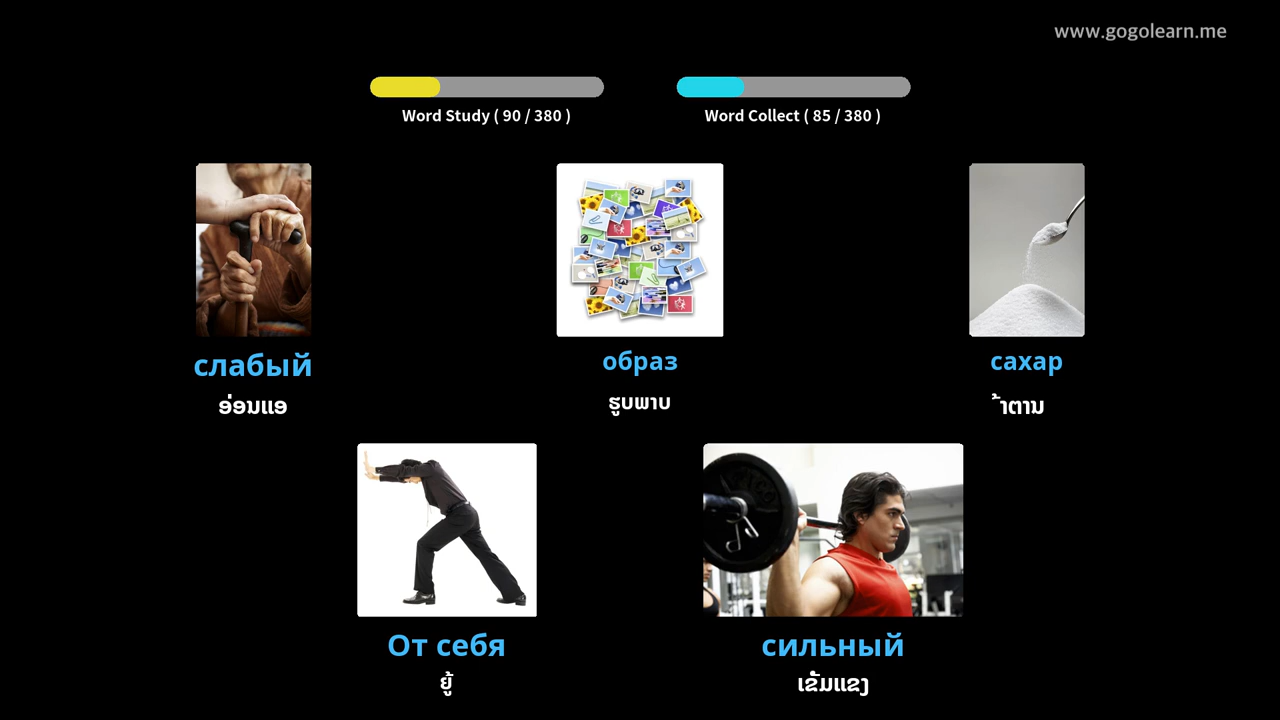 www.gogolearn.me
Word Study ( 90 / 380 )
Word Collect ( 85 / 380 )
слабый
ອ່ອນແອ
образ
ຮູບພາບ
сахар
້າຕານ
От себя
ຍູ້
сильный
ເຂັມແຂງ